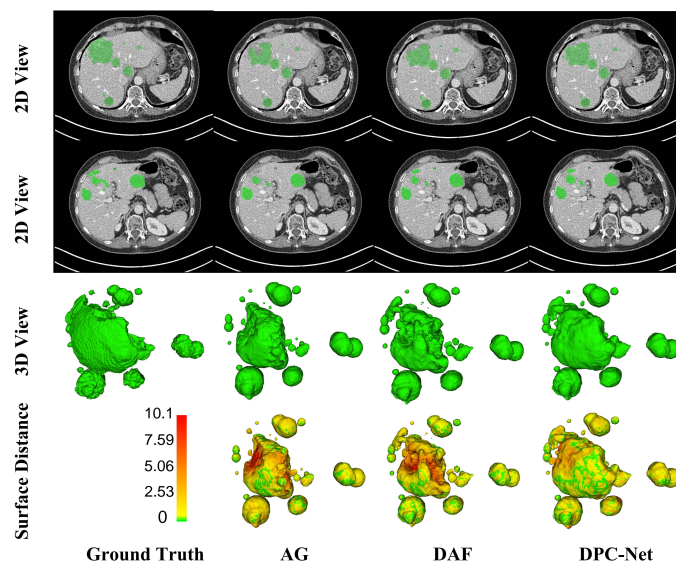 2D View
2D View
3D View
Surface Distance
10.1
7.59
5.06
2.53
0
Ground Truth
AG
DAF
DPC-Net